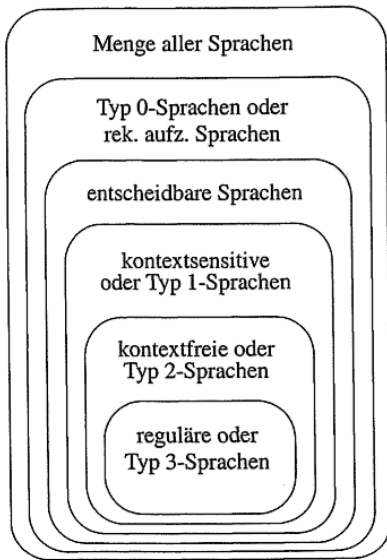 Menge aller Sprachen
Typ 0-Sprachen oder
rek. aufz. Sprachen
entscheidbare Sprachen
kontextsensitive
oder Typ 1-Sprachen
kontextfreie oder
Typ 2-Sprachen
reguläre oder
Typ 3-Sprachen